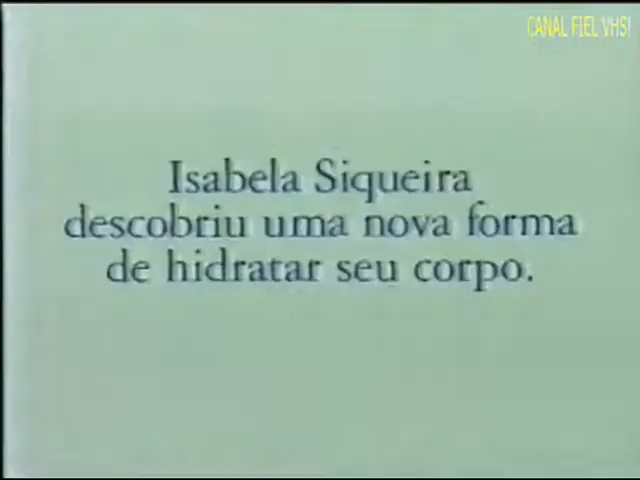 CANAL FIEL VHS!
Isabela Siqueira
descobriu uma nova forma
de hidratar seu corpo.